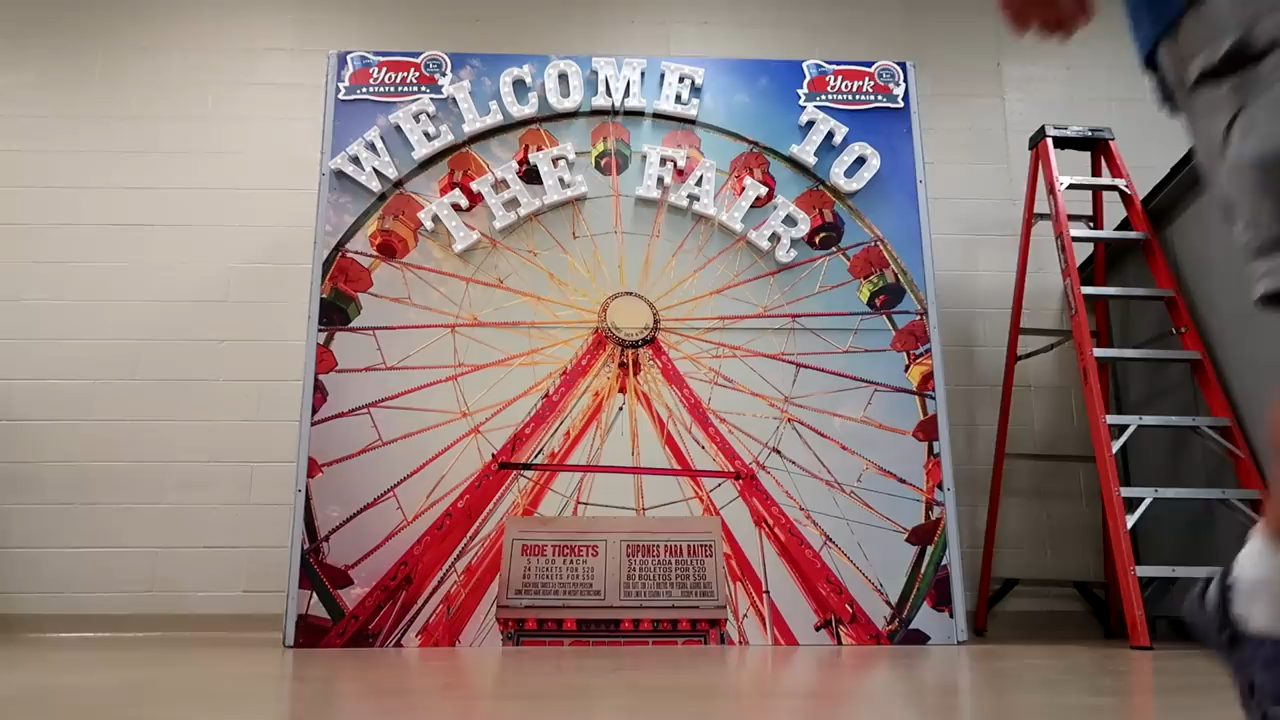 York
STATE FAIR
York
STATE FAIR
WELCOME TO
THE FAIR
RIDE TICKETS
$1.00 EACH
24 TICKETS FOR $20
80 TICKETS FOR $50
CUPONES PARA RAITES
$1.00 CADA BOLETO
24 BOLETOS POR $20
80 BOLETOS POR $50